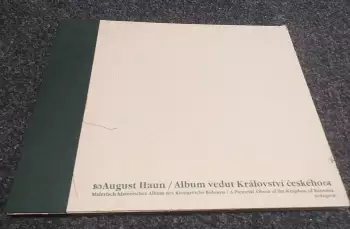 August Haun / Album vedut Království českého
Malerisch-historisches Album des Königreichs Böhmen / A Pictorial Album of the Kingdom of Bohemia